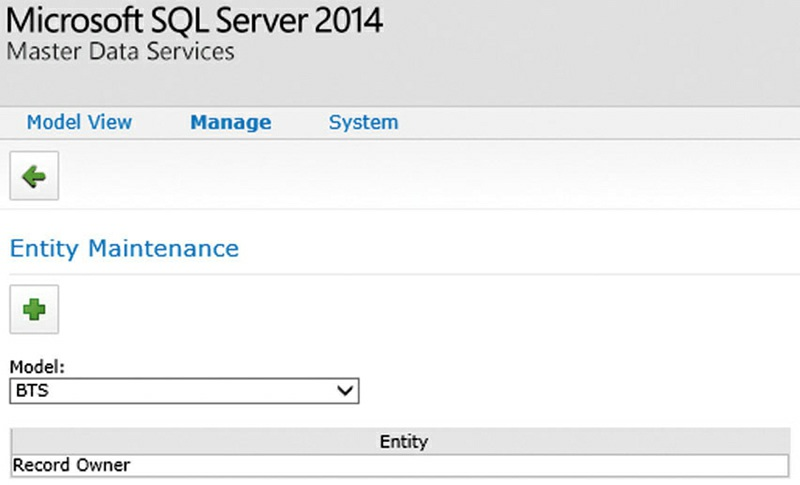 Microsoft SQL Server 2014
Master Data Services
Model View Manage System
Entity Maintenance
Model:
BTS
Entity
Record Owner